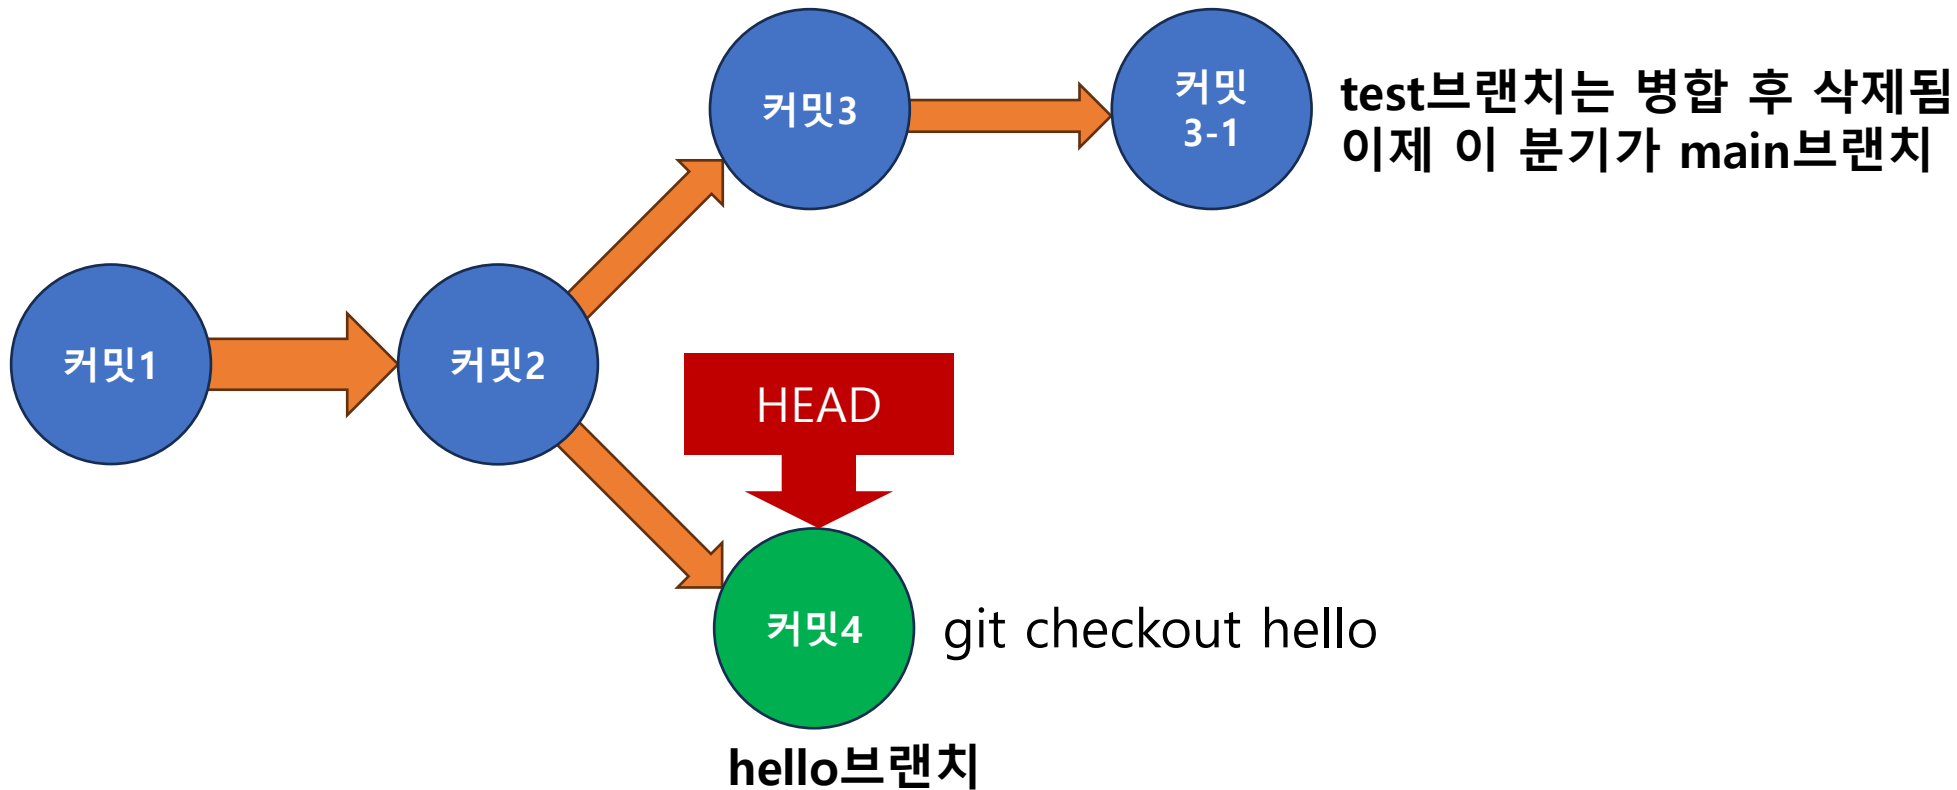 커밋3
커밋
3-1
test브랜치는 병합 후 삭제됨
이제 이 분기가 main브랜치
커밋1
커밋2
HEAD
커밋4
git checkout hello
hello브랜치